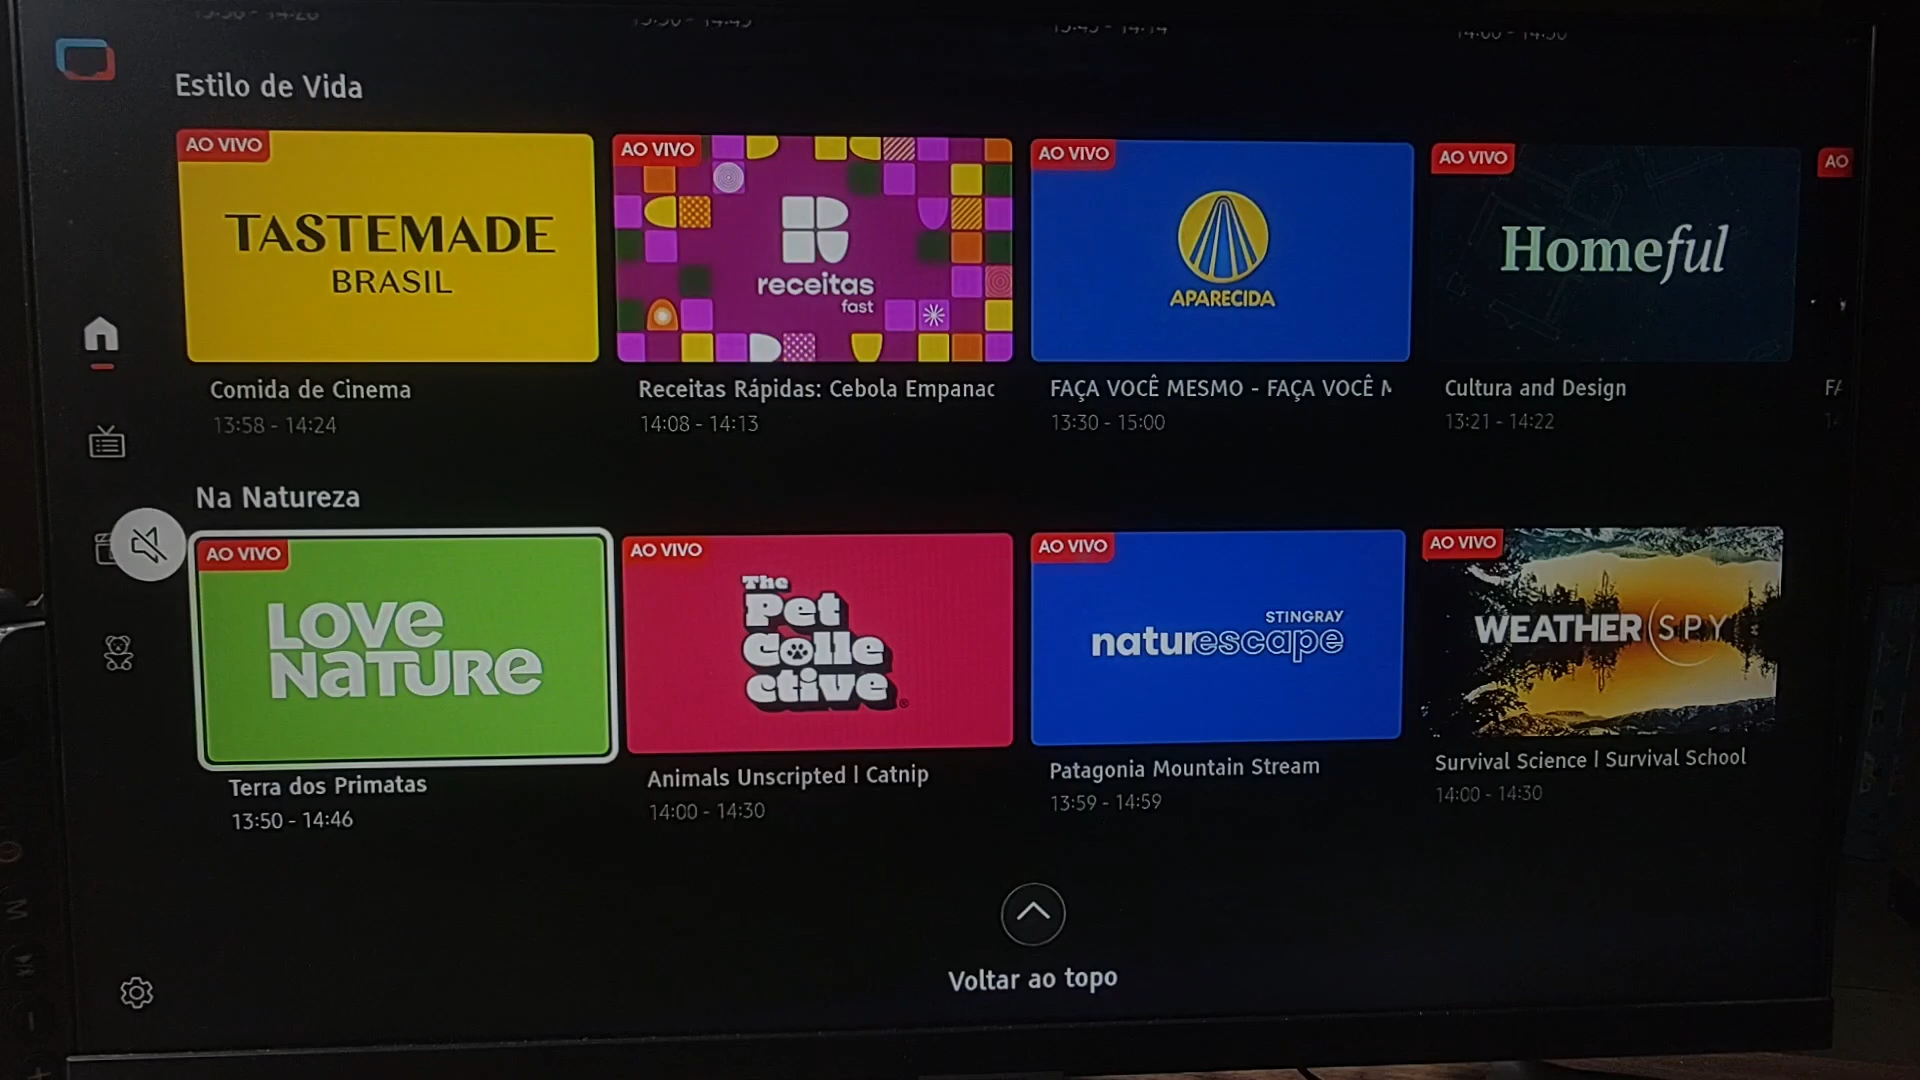 Estilo de Vida
AO VIVO
TASTEMADE
BRASIL
Comida de Cinema
13:58 - 14:24
AO VIVO
receitas
fast
Receitas Rápidas: Cebola Empanac
14:08 - 14:13
AO VIVO
APARECIDA
FAÇA VOCÊ MESMO - FAÇA VOCÊ M
13:30 - 15:00
AO VIVO
Homeful
Cultura and Design
13:21 - 14:22
AO
FA
Na Natureza
AO VIVO
LOVE
NATURE
Terra dos Primatas
13:50 - 14:46
AO VIVO
The
Pet
Colle
ctive
Animals Unscripted | Catnip
14:00 - 14:30
AO VIVO
STINGRAY
naturescape
Patagonia Mountain Stream
13:59 - 14:59
AO VIVO
WEATHER SPY
Survival Science | Survival School
14:00 - 14:30
Voltar ao topo